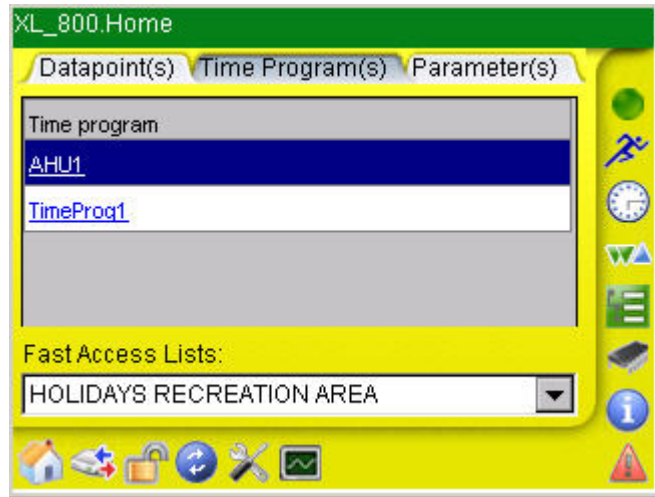 XL_800.Home
Datapoint(s) Time Program(s) Parameter(s)
Time program
AHU1
TimeProg1
Fast Access Lists:
HOLIDAYS RECREATION AREA